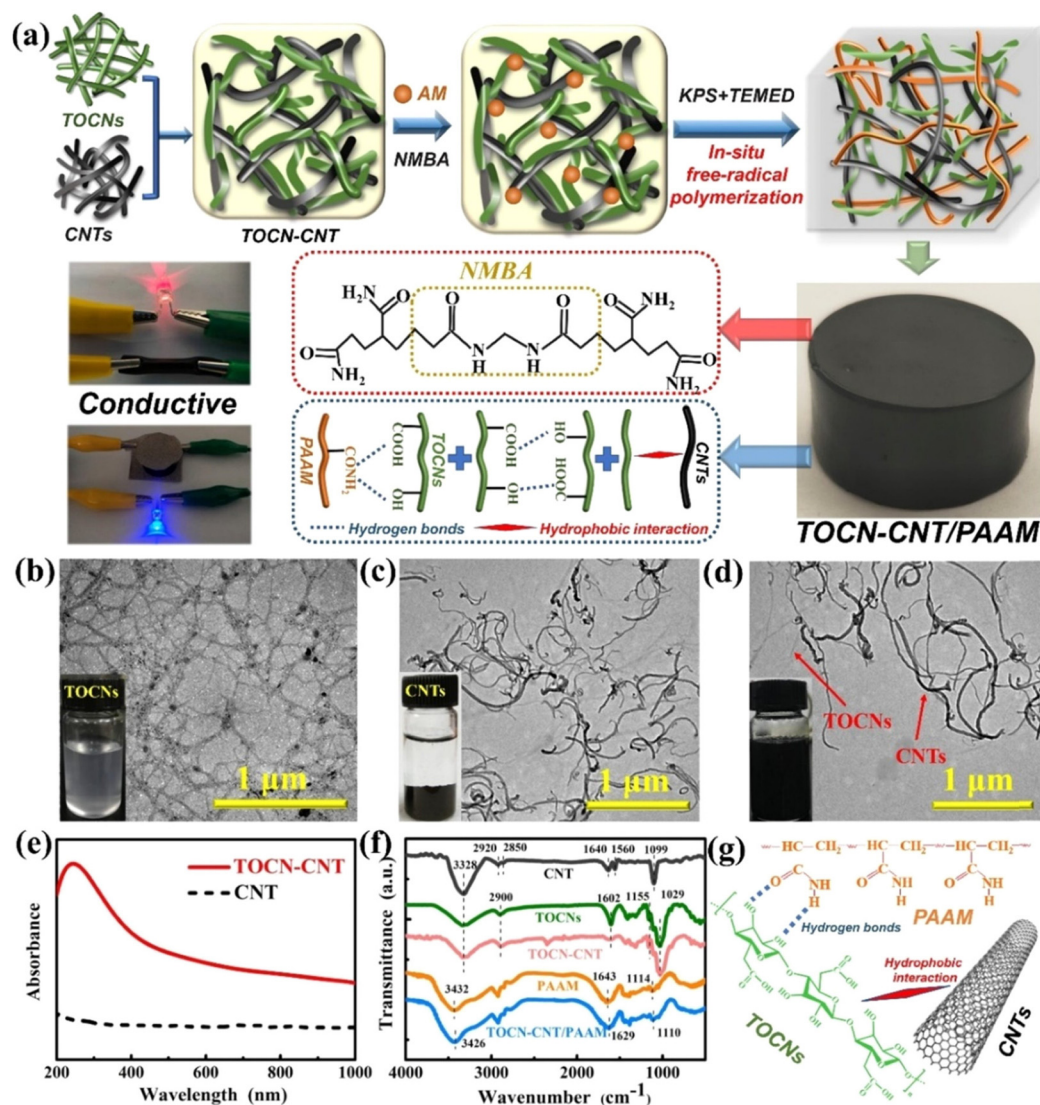 (a)
TOCNs
CNTs
TOCN-CNT
AM
NMBA
KPS+TEMED
In-situ
free-radical
polymerization
Conductive
NMBA
H2N
O
O
O
O
NH2
O
NH2
N
H
N
H
H2N
O
PAAM
CONH2
COOH
OH
TOCNs
COOH
OH
HO
HOOC
CNTs
Hydrogen bonds
Hydrophobic interaction
TOCN-CNT/PAAM
(b)
TOCNs
1 μm
(c)
CNTs
1 μm
(d)
TOCNs
CNTs
1 μm
(e)
TOCN-CNT
CNT
Absorbance
200 400 600 800 1000
Wavelength (nm)
(f)
2920 2850 1640 1560 1099
3328
CNT
2900 1602 1155 1029
TOCNs
TOCN-CNT
3432 1643 1114
PAAM
TOCN-CNT/PAAM
3426 1629 1110
Transmittance (a.u.)
4000 3000 2000 1000
Wavenumber (cm-1)
(g)
HC—CH2 HC—CH2 HC—CH2
PAAM
Hydrogen bonds
Hydrophobic
interaction
TOCNs
CNTs